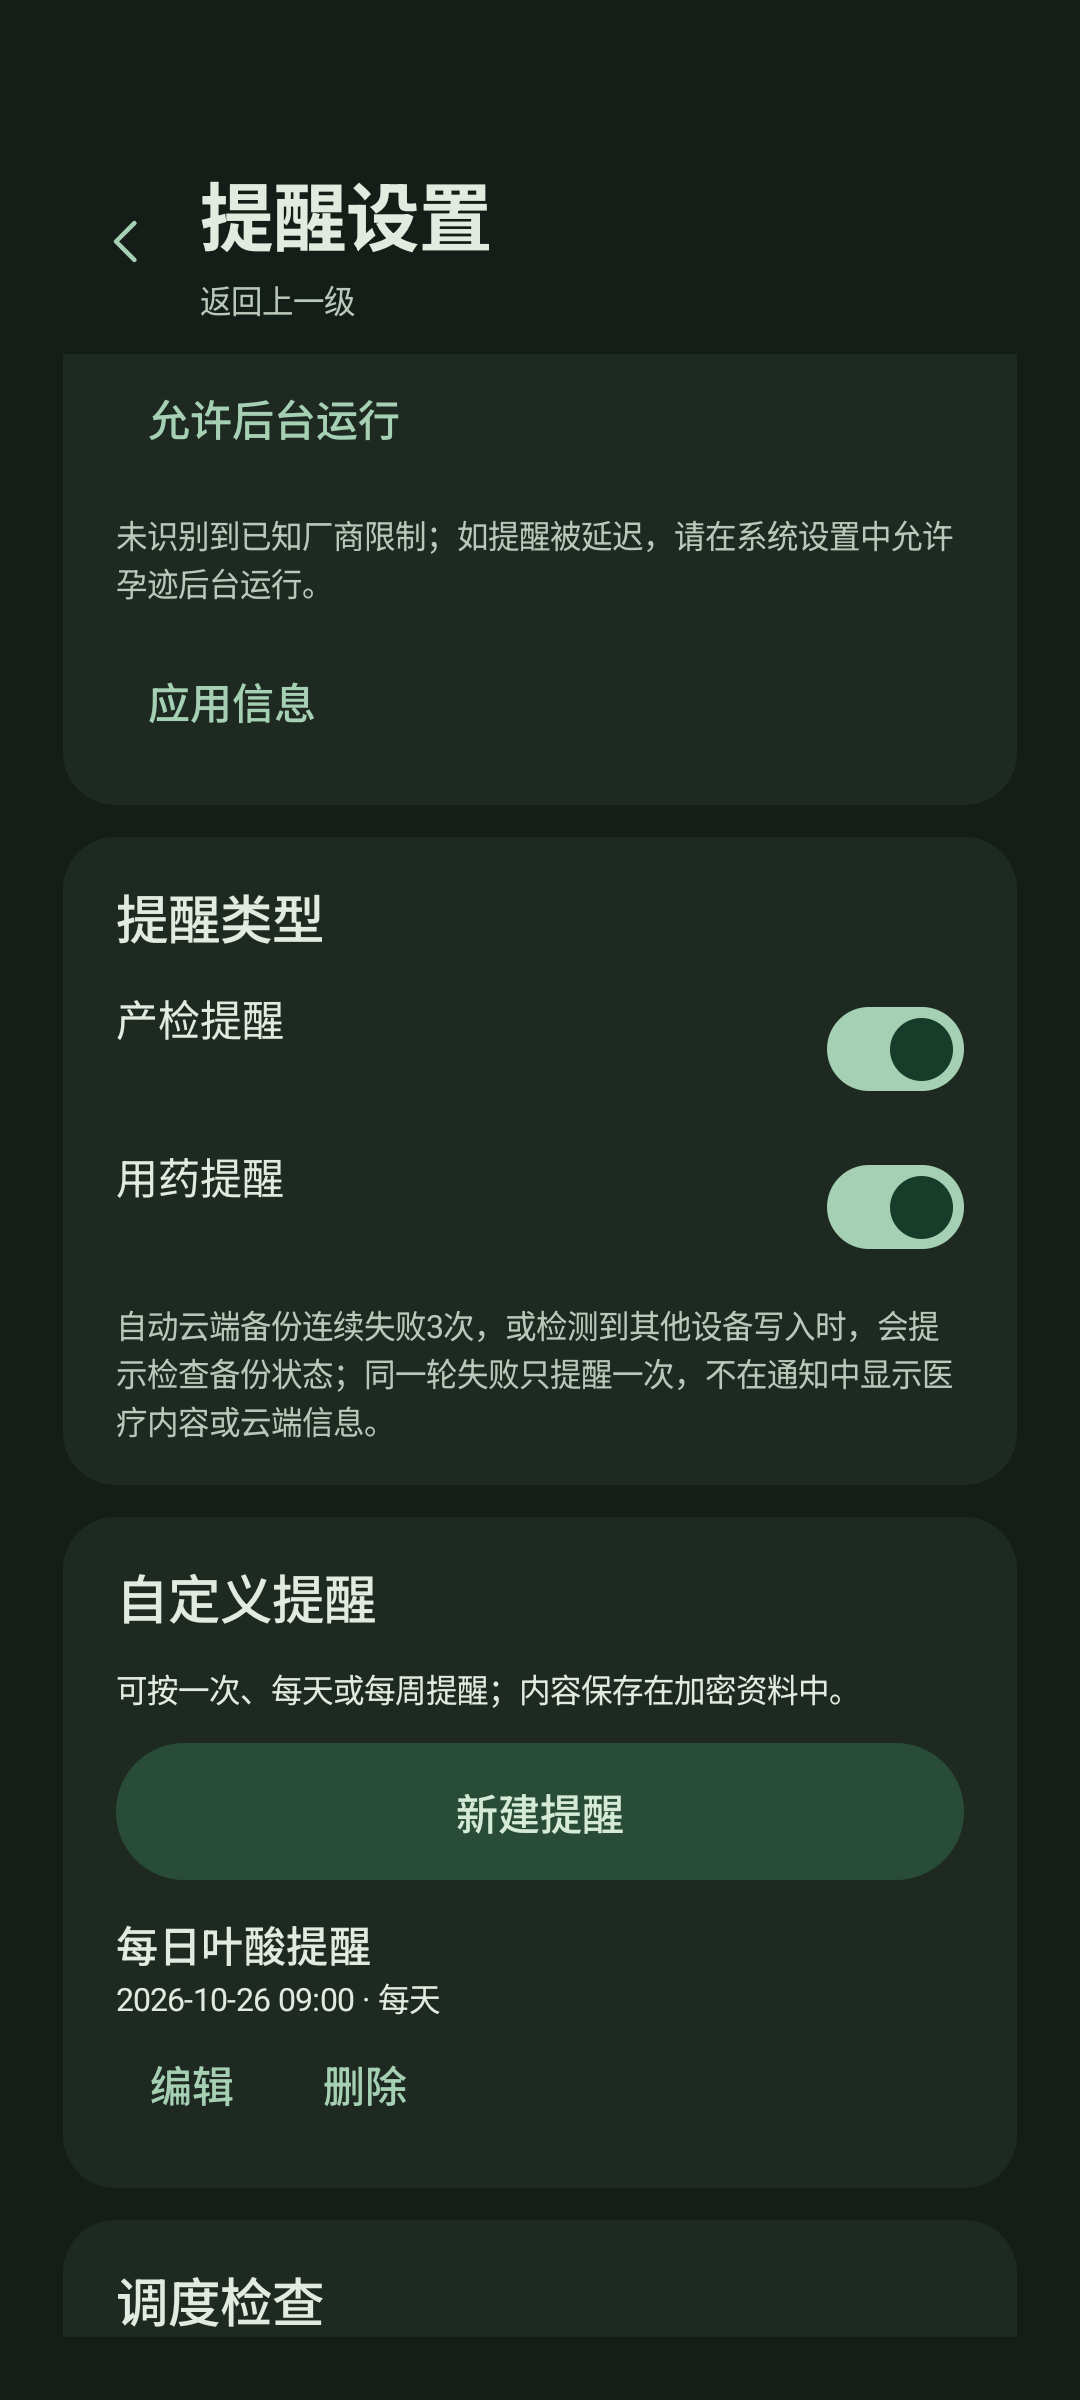 提醒设置
返回上一级
允许后台运行
未识别到已知厂商限制；如提醒被延迟，请在系统设置中允许
孕迹后台运行。
应用信息
提醒类型
产检提醒
用药提醒
自动云端备份连续失败3次，或检测到其他设备写入时，会提
示检查备份状态；同一轮失败只提醒一次，不在通知中显示医
疗内容或云端信息。
自定义提醒
可按一次、每天或每周提醒；内容保存在加密资料中。
新建提醒
每日叶酸提醒
2026-10-26 09:00 · 每天
编辑 删除
调度检查